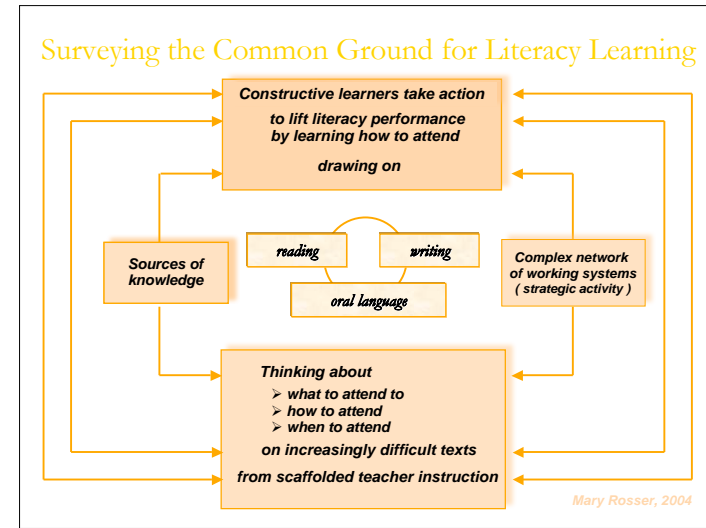 Surveying the Common Ground for Literacy Learning
Constructive learners take action
to lift literacy performance
by learning how to attend
drawing on
reading
writing
oral language
Sources of
knowledge
Complex network
of working systems
( strategic activity )
Thinking about
➢ what to attend to
➢ how to attend
➢ when to attend
on increasingly difficult texts
from scaffolded teacher instruction
Mary Rosser, 2004